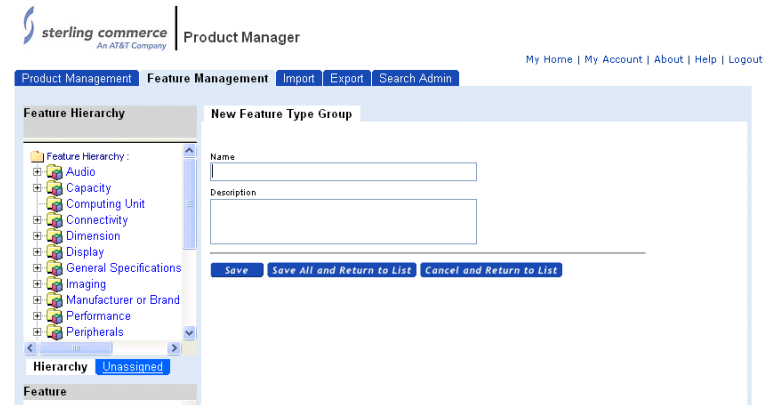 sterling commerce
An AT&T Company
Product Manager
My Home | My Account | About | Help | Logout
Product Management Feature Management Import Export Search Admin
Feature Hierarchy
New Feature Type Group
Feature Hierarchy :
Audio
Capacity
Computing Unit
Connectivity
Dimension
Display
General Specifications
Imaging
Manufacturer or Brand
Performance
Peripherals
Name
Description
Save Save All and Return to List Cancel and Return to List
Hierarchy Unassigned
Feature